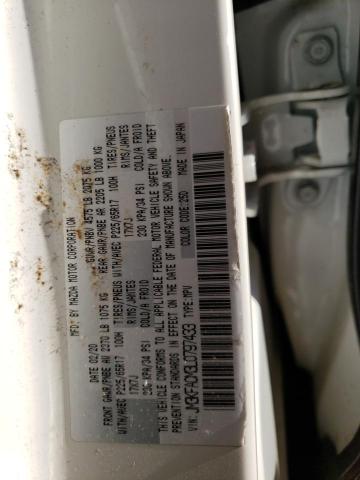 MFD. BY MAZDA MOTOR CORPORATION
GVWR/PNBV 4575 LB 2075 KG
02/20
FRONT GAWR/PNBE AV 2370 LB 1075 KG REAR GAWR/PNBE AR 2205 LB 1000 KG
WITH/AVEC P225/65R17 100H TIRES/PNEUS WITH/AVEC P225/65R17 100H TIRES/PNEUS
17X7J RIMS/JANTES 17X7J RIMS/JANTES
230 KPA/34 PSI COLD/A FROID 230 KPA/34 PSI COLD/A FROID
THIS VEHICLE CONFORMS TO ALL APPLICABLE FEDERAL MOTOR VEHICLE SAFETY AND THEFT
PREVENTION STANDARDS IN EFFECT ON THE DATE OF MANUFACTURE SHOWN ABOVE.
MADE IN JAPAN
VIN: JM3KFACM3L0797433 TYPE:MPV COLOR CODE:25D